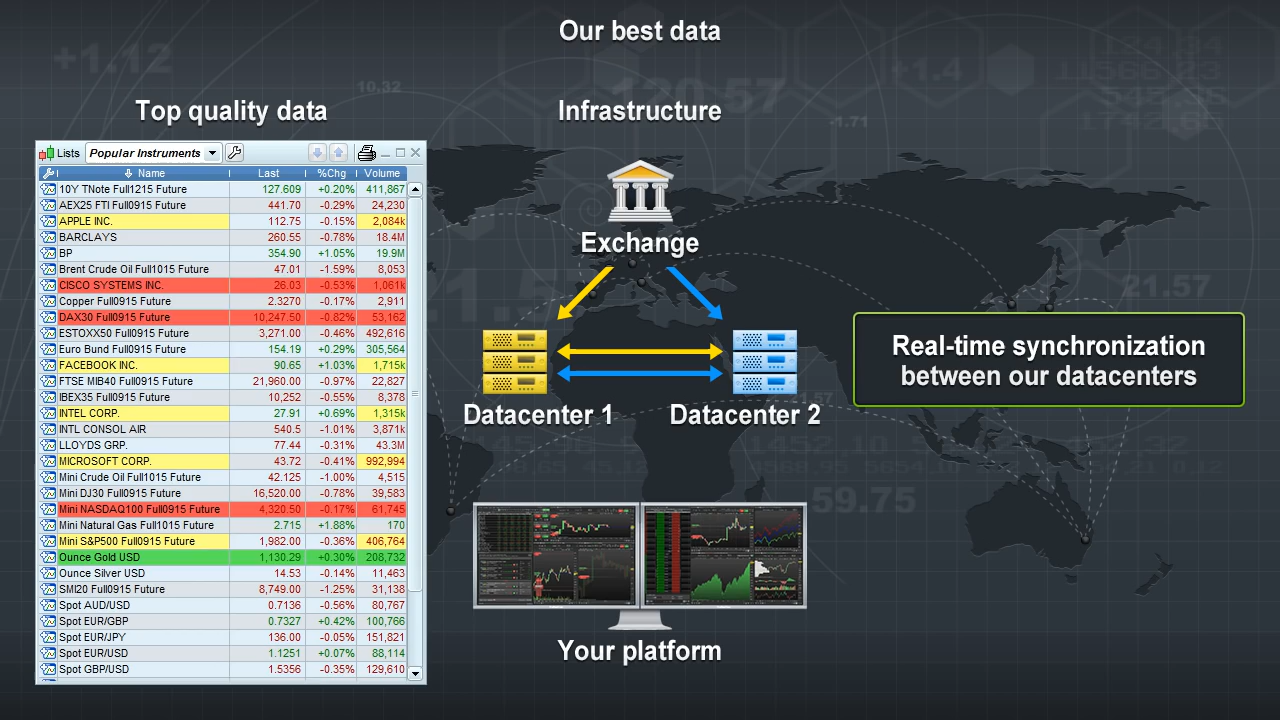 Our best data
Top quality data
Infrastructure
Lists Popular Instruments
Name Last %Chg Volume
10Y TNote Full1215 Future 127.609 +0.20% 411,867
AEX25 FTI Full0915 Future 441.70 -0.29% 24,230
APPLE INC. 112.75 -0.15% 2,084k
BARCLAYS 260.55 -0.78% 18.4M
BP 354.90 +1.05% 19.9M
Brent Crude Oil Full1015 Future 47.01 -1.59% 8,053
CISCO SYSTEMS INC. 26.03 -0.53% 1,061k
Copper Full0915 Future 2.3270 -0.17% 2,911
DAX30 Full0915 Future 10,247.50 -0.82% 53,162
ESTOXX50 Full0915 Future 3,271.00 -0.46% 492,616
Euro Bund Full0915 Future 154.19 +0.29% 305,564
FACEBOOK INC. 90.65 +1.03% 1,715k
FTSE MIB40 Full0915 Future 21,960.00 -0.97% 22,827
IBEX35 Full0915 Future 10,252 -0.55% 8,378
INTEL CORP. 27.91 +0.69% 1,315k
INTL CONSOL AIR 540.5 -1.01% 3,871k
LLOYDS GRP. 77.44 -0.31% 43.3M
MICROSOFT CORP. 43.72 -0.41% 992,994
Mini Crude Oil Full1015 Future 42.125 -1.00% 4,515
Mini DJ30 Full0915 Future 16,520.00 -0.78% 39,583
Mini NASDAQ100 Full0915 Future 4,320.50 -0.17% 61,745
Mini Natural Gas Full1015 Future 2.715 +1.88% 170
Mini S&P500 Full0915 Future 1,962.00 -0.36% 406,764
Ounce Gold USD +0.30% 208,732
Ounce Silver USD 14.53 -0.14% 11,463
SMI20 Full0915 Future 8,749.00 -1.25% 31,138
Spot AUD/USD 0.7136 -0.56% 80,767
Spot EUR/GBP 0.7327 +0.42% 100,766
Spot EUR/JPY 136.00 -0.05% 151,821
Spot EUR/USD 1.1251 +0.07% 88,114
Spot GBP/USD 1.5356 -0.35% 129,610
Exchange
Datacenter 1
Datacenter 2
Real-time synchronization
between our datacenters
Your platform
+1.12
10.32
+1.4
-1.71
21.57
59.75